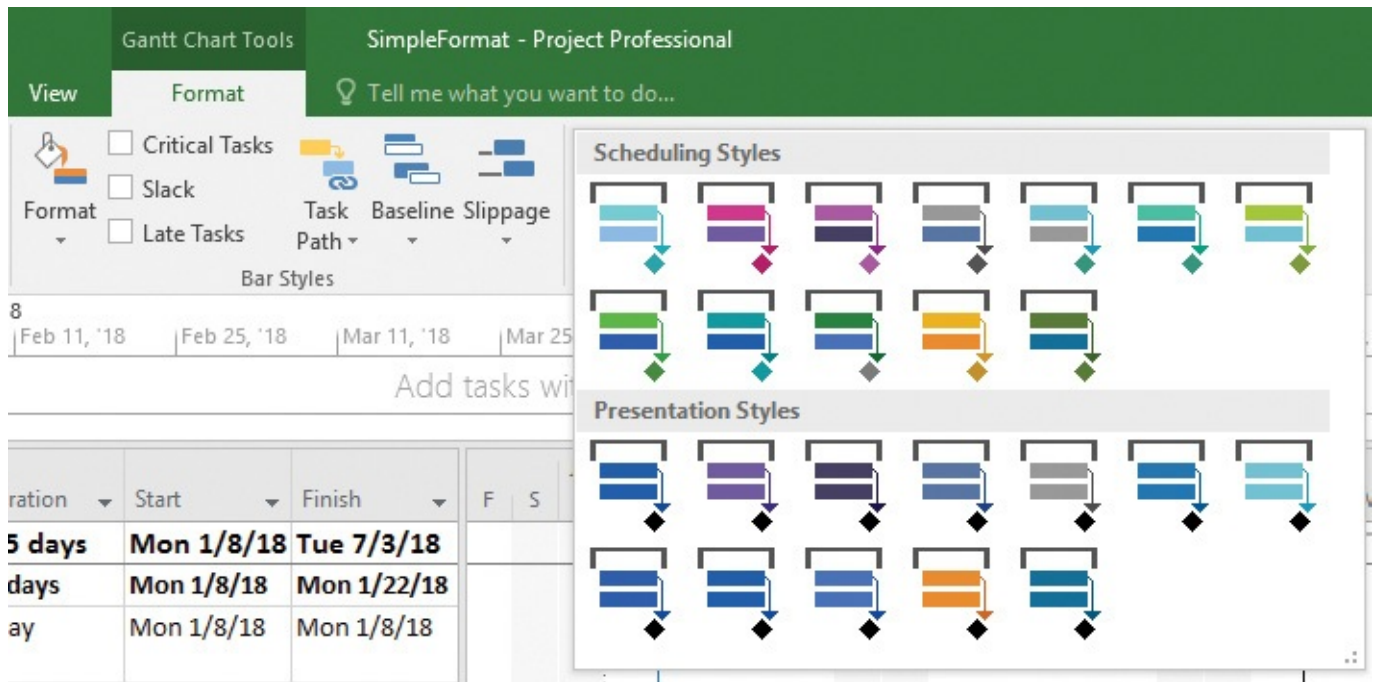 Gantt Chart Tools SimpleFormat - Project Professional
View Format Tell me what you want to do...
Critical Tasks
Slack
Late Tasks
Format
Task Path
Baseline
Slippage
Bar Styles
Scheduling Styles
Presentation Styles
8
Feb 11, '18 Feb 25, '18 Mar 11, '18 Mar 25
Add tasks wi
ration Start Finish F S
5 days Mon 1/8/18 Tue 7/3/18
days Mon 1/8/18 Mon 1/22/18
ay Mon 1/8/18 Mon 1/8/18